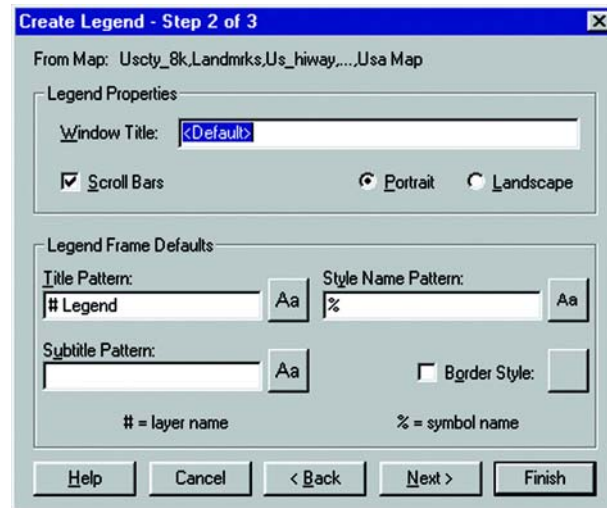 Create Legend - Step 2 of 3
From Map: Uscty_8k,Landmrks,Us_hiway,...,Usa Map
Legend Properties
Window Title: <Default>
Scroll Bars Portrait Landscape
Legend Frame Defaults
Title Pattern: Style Name Pattern:
# Legend Aa % Aa
Subtitle Pattern:
Aa Border Style:
# = layer name % = symbol name
Help Cancel < Back Next > Finish